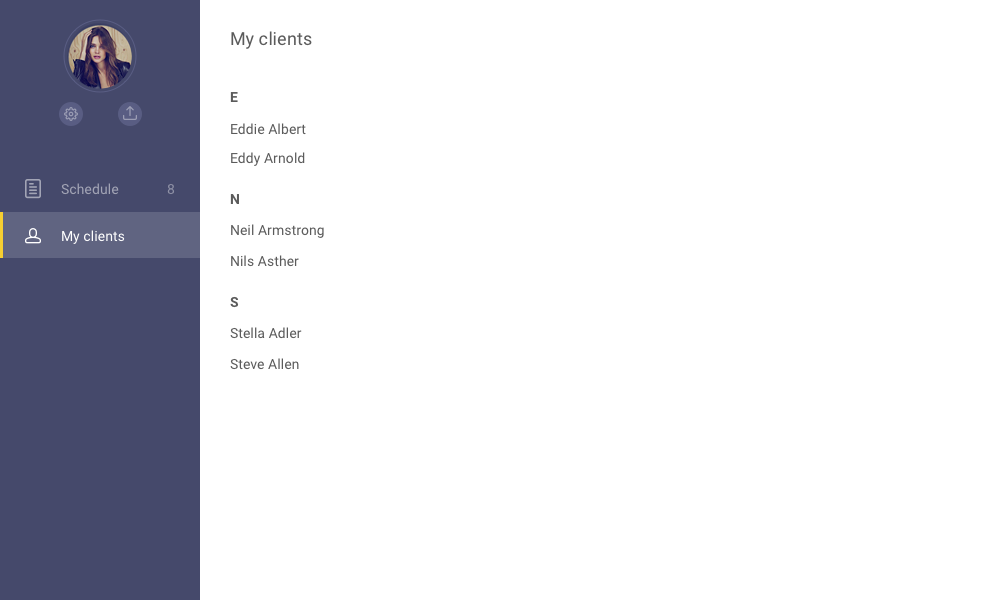 Schedule 8
My clients
My clients
E
Eddie Albert
Eddy Arnold
N
Neil Armstrong
Nils Asther
S
Stella Adler
Steve Allen